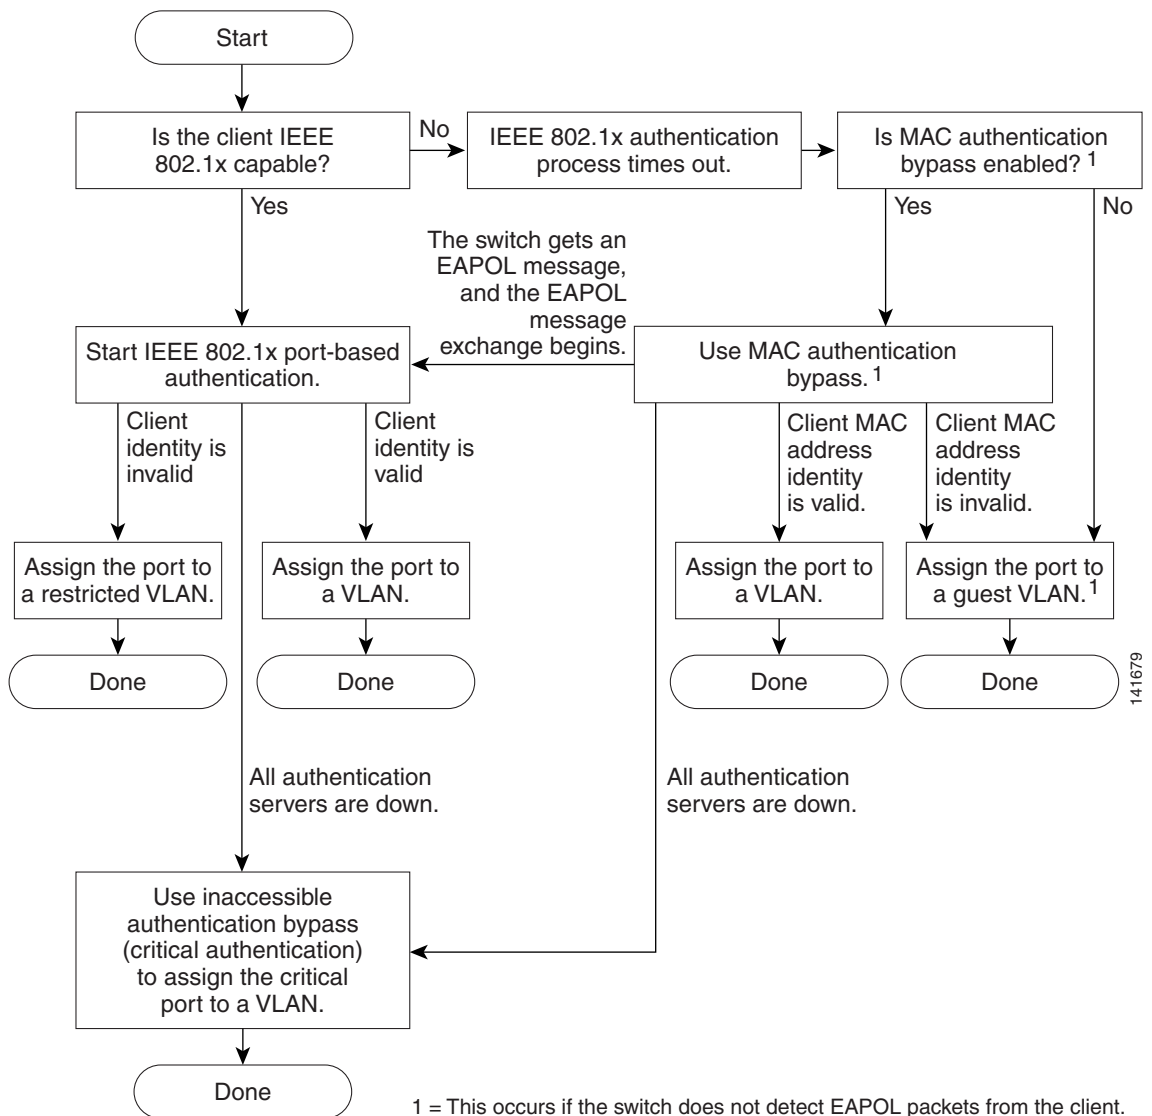 Start
Is the client IEEE
802.1x capable?
No
IEEE 802.1x authentication
process times out.
Is MAC authentication
bypass enabled? 1
Yes
Yes
No
The switch gets an
EAPOL message,
and the EAPOL
message
exchange begins.
Start IEEE 802.1x port-based
authentication.
Use MAC authentication
bypass. 1
Client
identity is
invalid
Client
identity is
valid
Client MAC
address
identity
is valid.
Client MAC
address
identity
is invalid.
Assign the port to
a restricted VLAN.
Assign the port to
a VLAN.
Assign the port to
a VLAN.
Assign the port to
a guest VLAN. 1
Done
Done
Done
Done
141679
All authentication
servers are down.
All authentication
servers are down.
Use inaccessible
authentication bypass
(critical authentication)
to assign the critical
port to a VLAN.
Done
1 = This occurs if the switch does not detect EAPOL packets from the client.